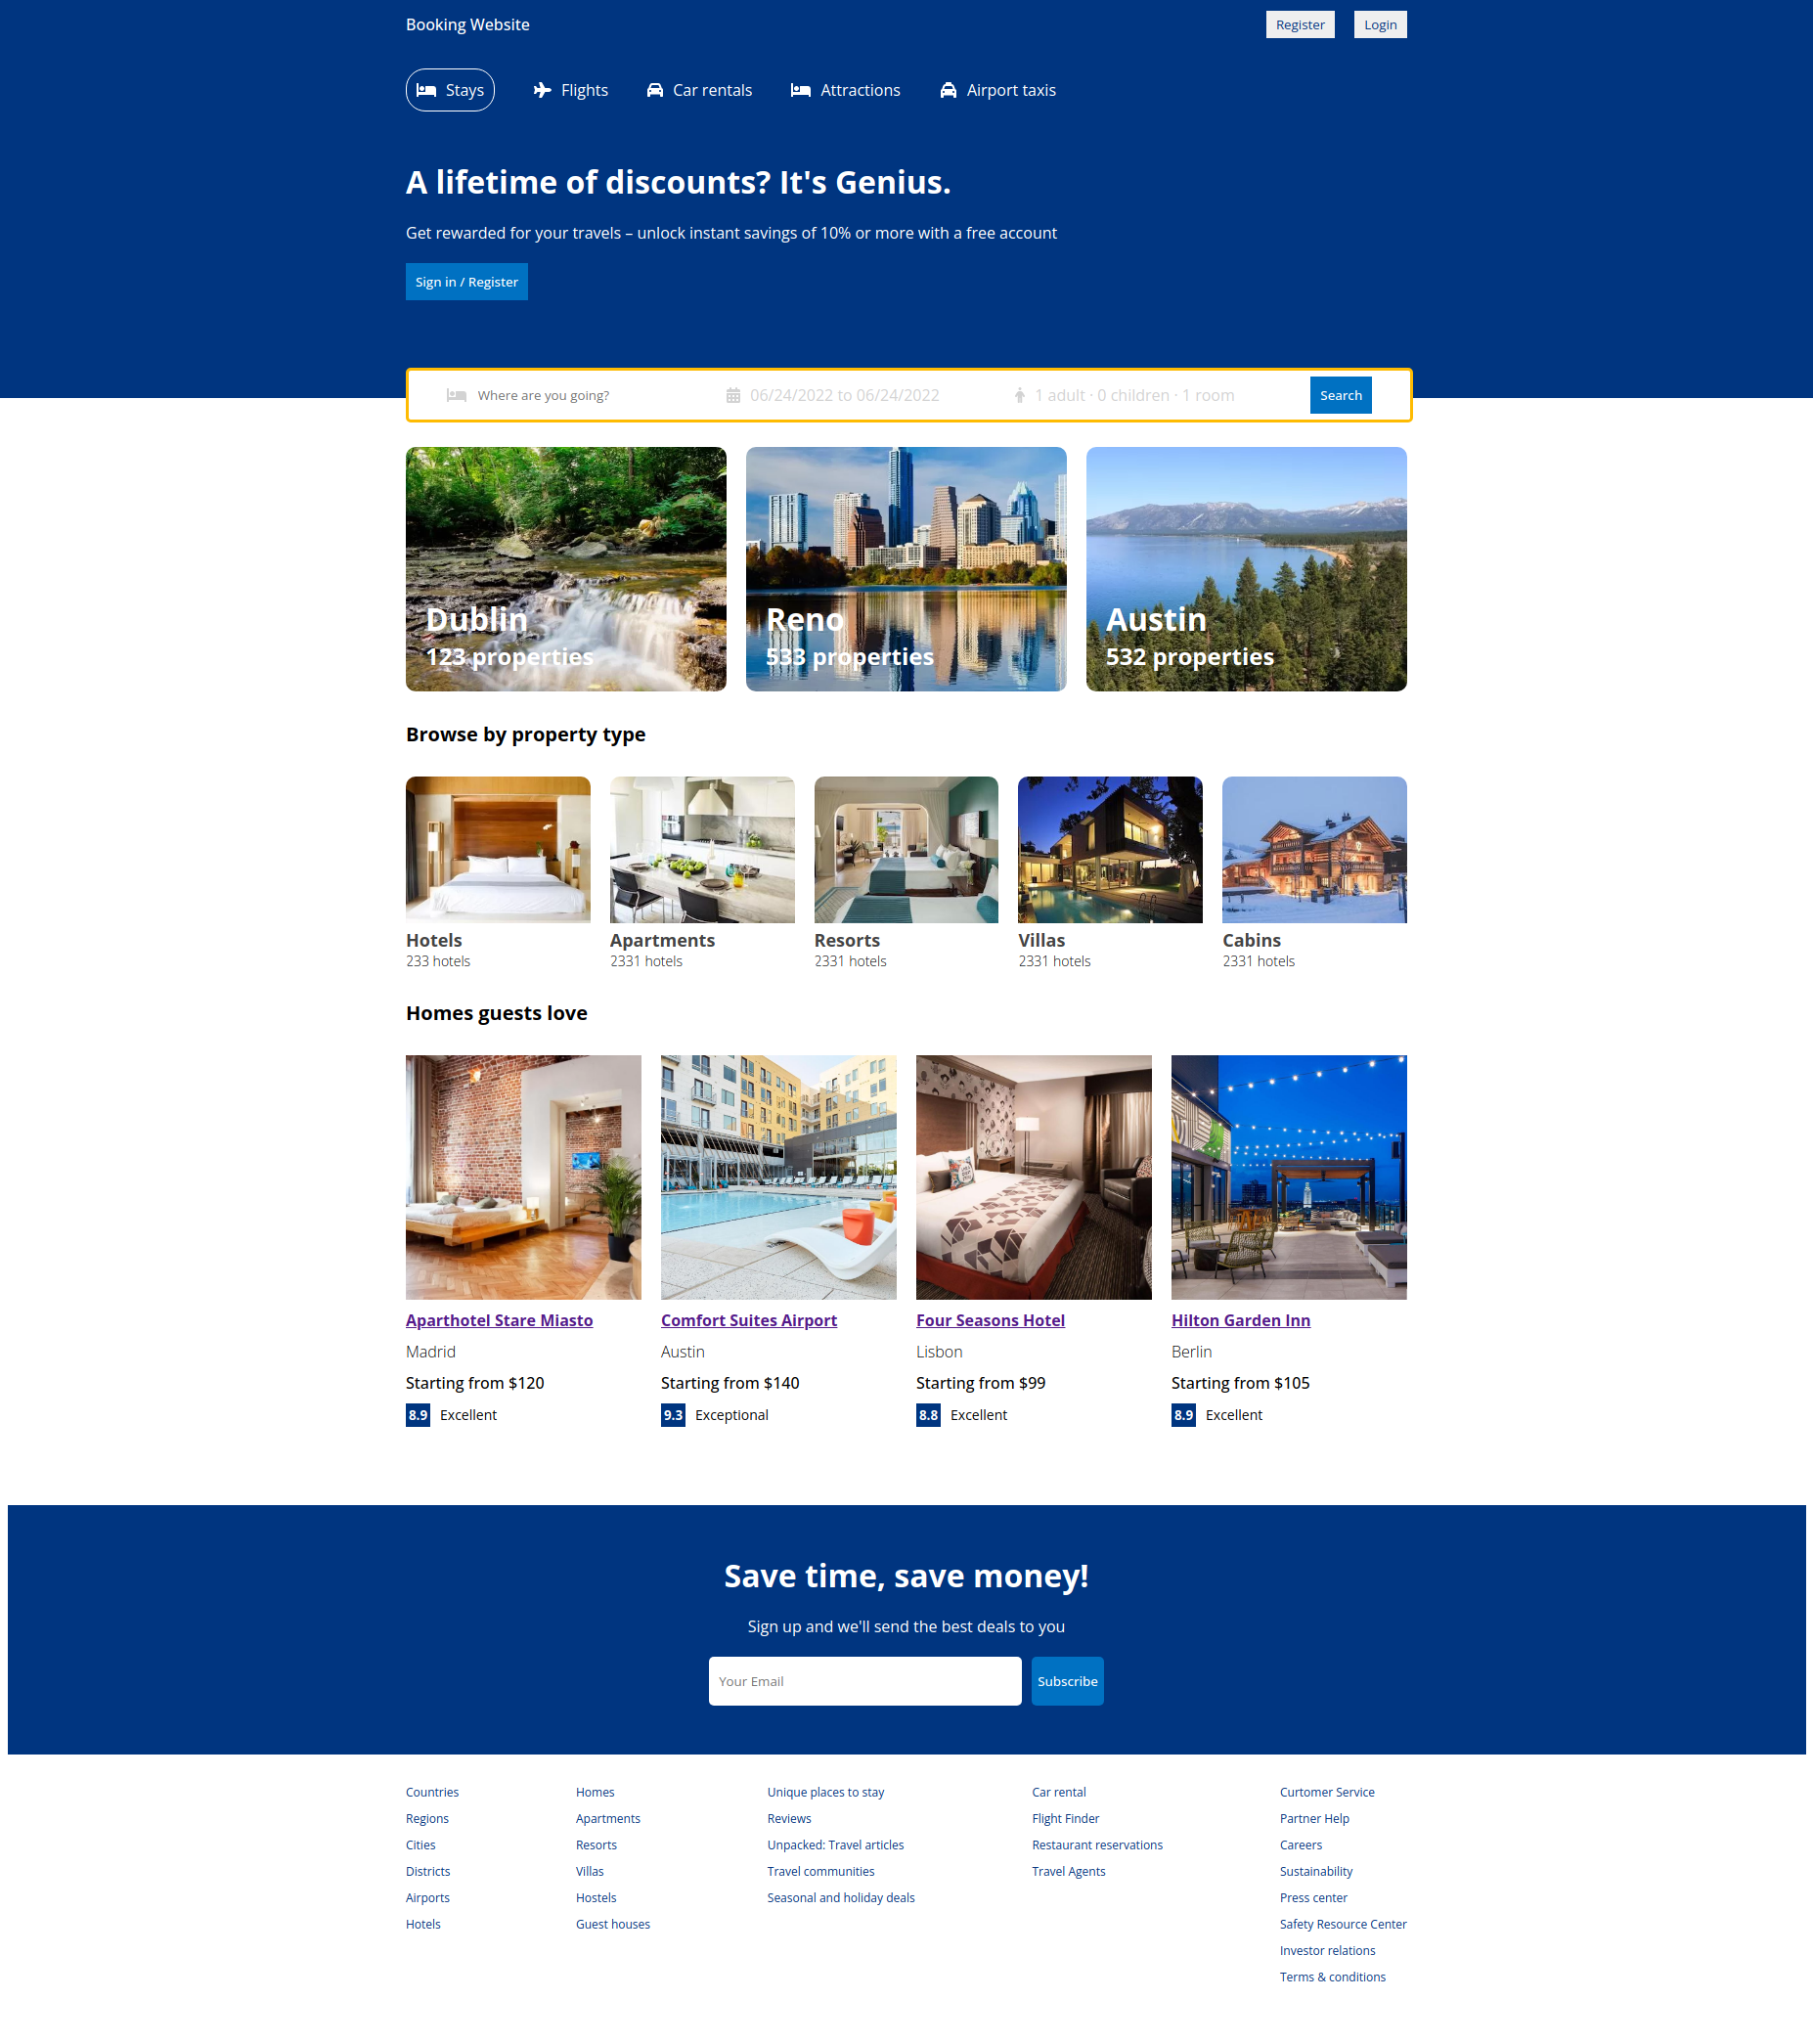 Booking Website
Register
Login
Stays
Flights
Car rentals
Attractions
Airport taxis
A lifetime of discounts? It's Genius.
Get rewarded for your travels – unlock instant savings of 10% or more with a free account
Sign in / Register
Where are you going?
06/24/2022 to 06/24/2022
1 adult · 0 children · 1 room
Search
Dublin
123 properties
Reno
533 properties
Austin
532 properties
Browse by property type
Hotels
233 hotels
Apartments
2331 hotels
Resorts
2331 hotels
Villas
2331 hotels
Cabins
2331 hotels
Homes guests love
Aparthotel Stare Miasto
Madrid
Starting from $120
8.9 Excellent
Comfort Suites Airport
Austin
Starting from $140
9.3 Exceptional
Four Seasons Hotel
Lisbon
Starting from $99
8.8 Excellent
Hilton Garden Inn
Berlin
Starting from $105
8.9 Excellent
Save time, save money!
Sign up and we'll send the best deals to you
Your Email
Subscribe
Countries
Regions
Cities
Districts
Airports
Hotels
Homes
Apartments
Resorts
Villas
Hostels
Guest houses
Unique places to stay
Reviews
Unpacked: Travel articles
Travel communities
Seasonal and holiday deals
Car rental
Flight Finder
Restaurant reservations
Travel Agents
Curtomer Service
Partner Help
Careers
Sustainability
Press center
Safety Resource Center
Investor relations
Terms & conditions